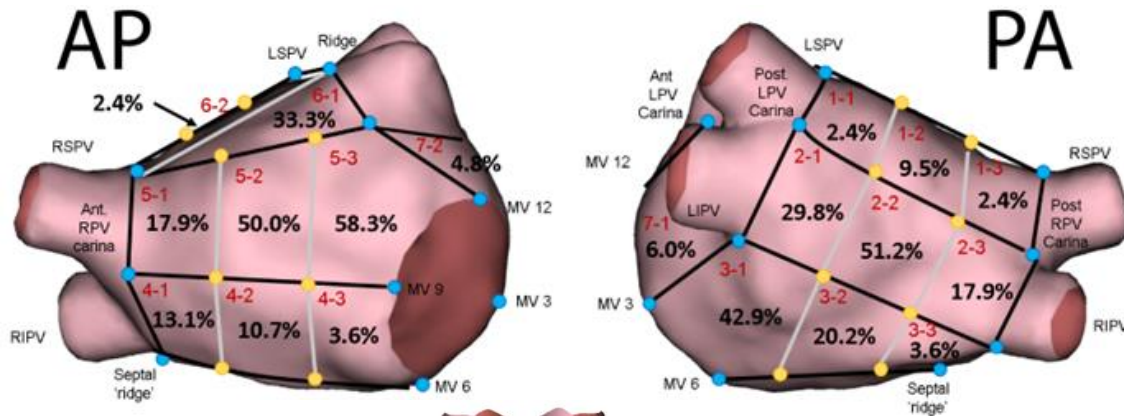 AP
PA
LSPV
Ridge
6-2
6-1
2.4%
33.3%
RSPV
5-3
7-2
4.8%
5-1
5-2
Ant.
RPV
carina
17.9%
50.0%
58.3%
MV 12
4-1
4-2
4-3
MV 9
MV 3
13.1%
10.7%
3.6%
RIPV
Septal
'ridge'
MV 6
LSPV
Ant
LPV
Carina
Post.
LPV
Carina
1-1
2.4%
1-2
MV 12
2-1
9.5%
1-3
RSPV
2.4%
LIPV
29.8%
2-2
Post
RPV
Carina
7-1
6.0%
51.2%
2-3
3-1
MV 3
3-2
17.9%
42.9%
20.2%
3-3
3.6%
RIPV
MV 6
Septal
'ridge'